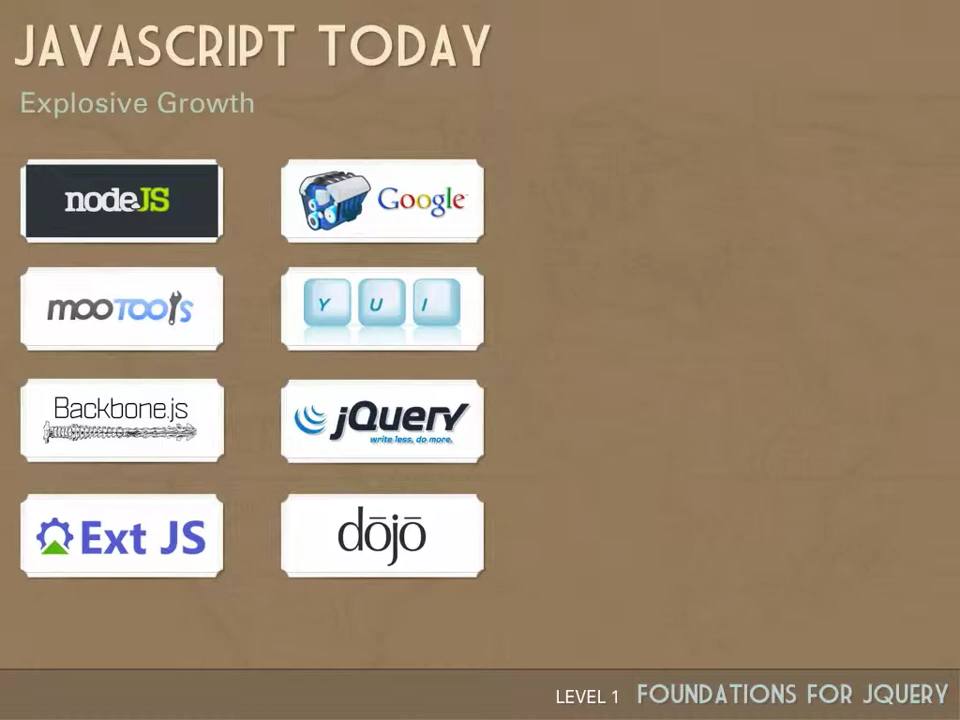 JAVASCRIPT TODAY
Explosive Growth
nodeJS
Google
mooTools
Y U I
Backbone.js
jQuery
write less, do more.
Ext JS
dōjō
LEVEL 1 FOUNDATIONS FOR JQUERY